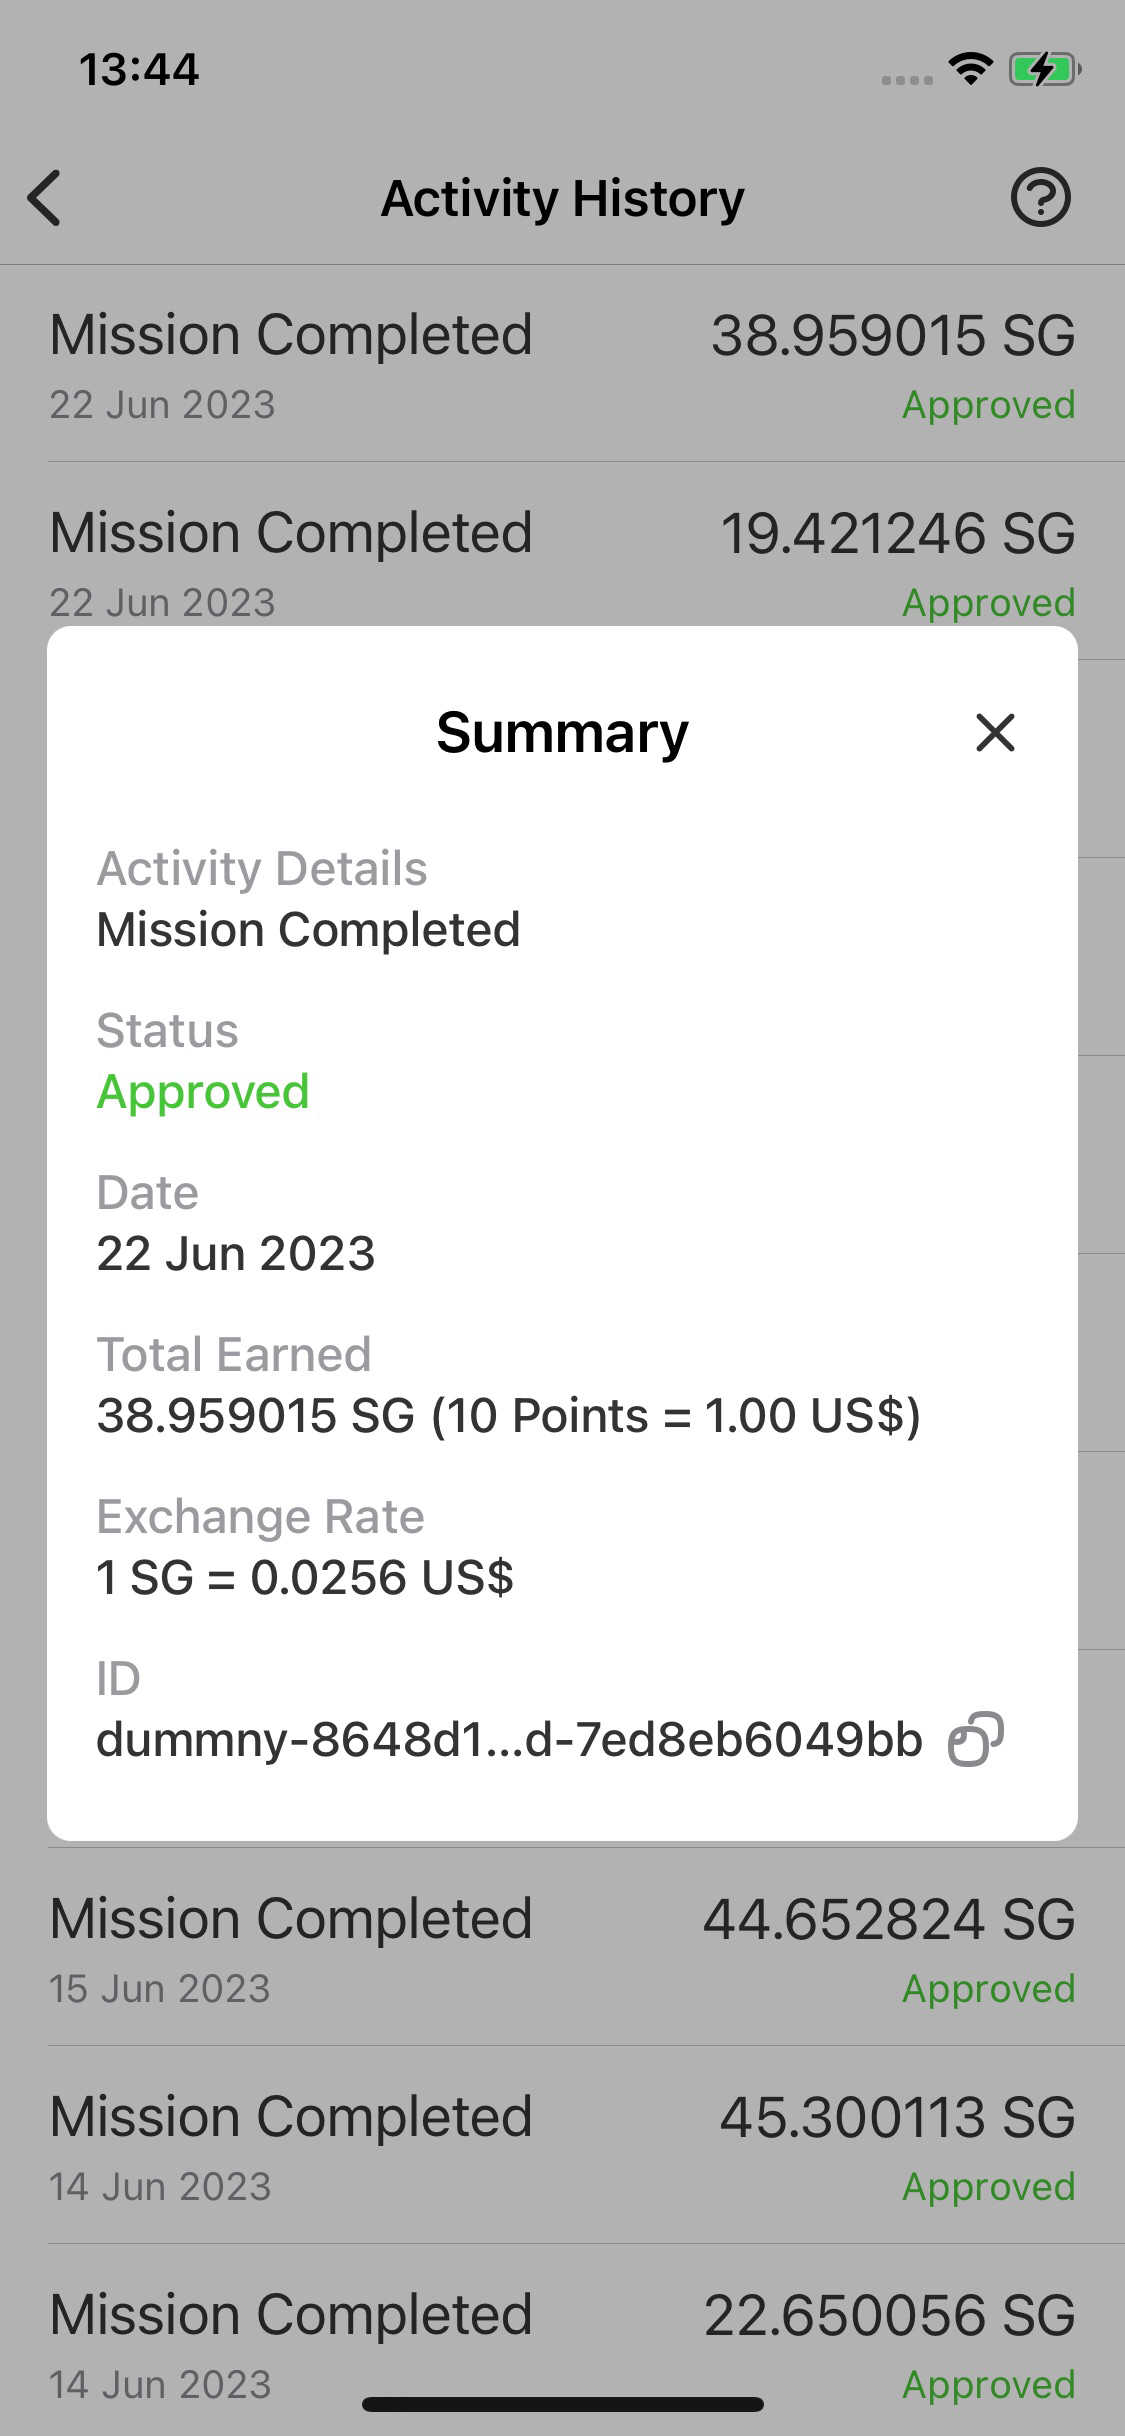 13:44
Activity History
Mission Completed 38.959015 SG
22 Jun 2023 Approved
Mission Completed 19.421246 SG
22 Jun 2023 Approved
Summary
Activity Details
Mission Completed
Status
Approved
Date
22 Jun 2023
Total Earned
38.959015 SG (10 Points = 1.00 US$)
Exchange Rate
1 SG = 0.0256 US$
ID
dummny-8648d1...d-7ed8eb6049bb
Mission Completed 44.652824 SG
15 Jun 2023 Approved
Mission Completed 45.300113 SG
14 Jun 2023 Approved
Mission Completed 22.650056 SG
14 Jun 2023 Approved